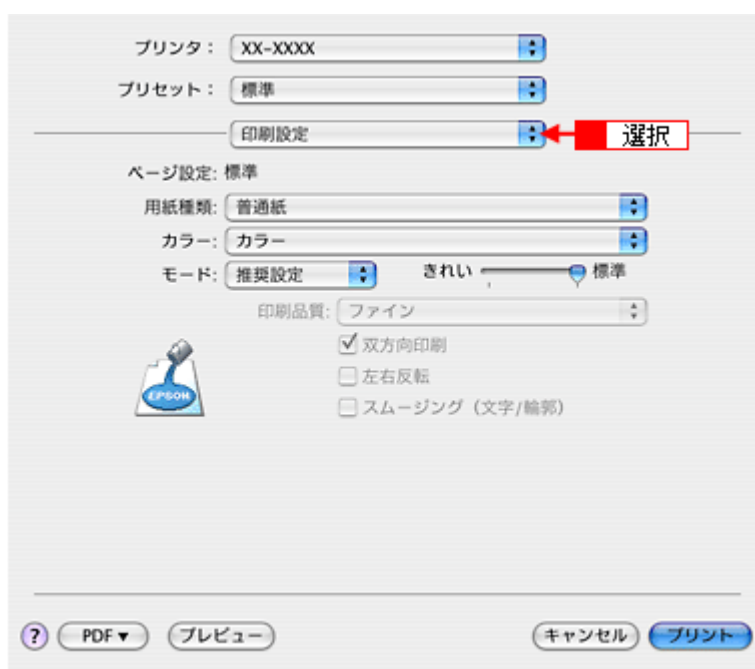 プリンタ： XX-XXXX
プリセット： 標準
印刷設定 選択
ページ設定: 標準
用紙種類: 普通紙
カラー: カラー
モード: 推奨設定 きれい 標準
印刷品質: ファイン
双方向印刷
左右反転
スムージング（文字/輪郭）
EPSON
? PDF▼ プレビュー キャンセル プリント